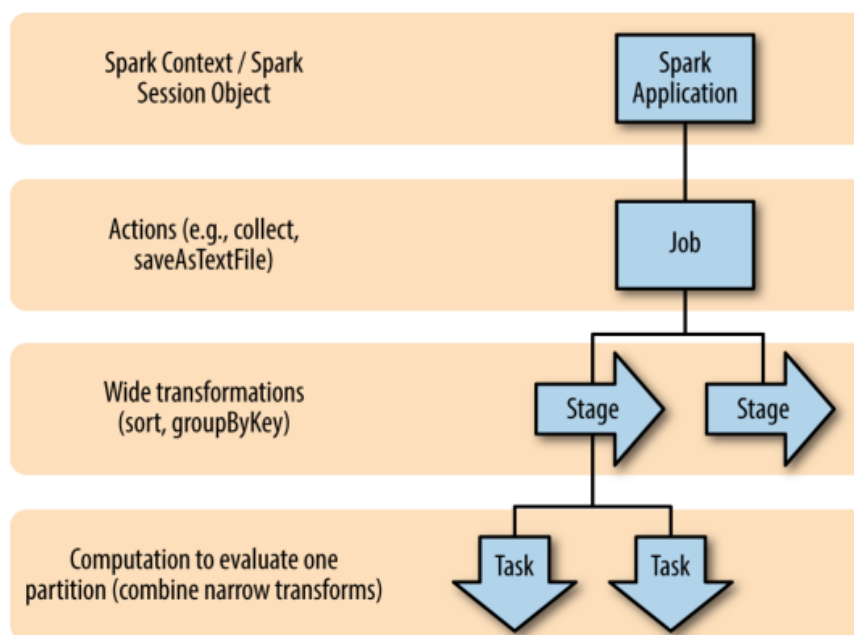 Spark Context / Spark
Session Object
Spark
Application
Actions (e.g., collect,
saveAsTextFile)
Job
Wide transformations
(sort, groupByKey)
Stage
Stage
Computation to evaluate one
partition (combine narrow transforms)
Task
Task